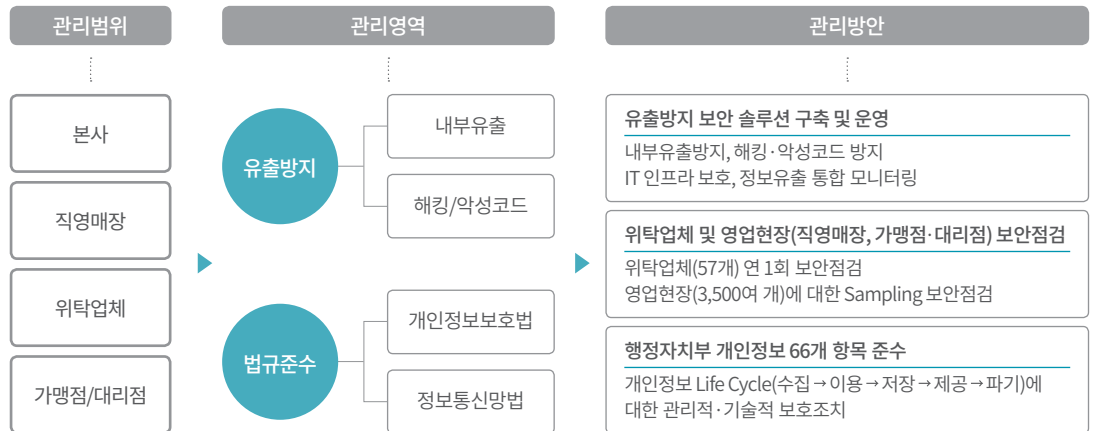 관리범위
관리영역
관리방안
본사
직영매장
위탁업체
가맹점/대리점
유출방지
내부유출
해킹/악성코드
법규준수
개인정보보호법
정보통신망법
유출방지 보안 솔루션 구축 및 운영
내부유출방지, 해킹·악성코드 방지
IT 인프라 보호, 정보유출 통합 모니터링
위탁업체 및 영업현장(직영매장, 가맹점·대리점) 보안점검
위탁업체(57개) 연 1회 보안점검
영업현장(3,500여 개)에 대한 Sampling 보안점검
행정자치부 개인정보 66개 항목 준수
개인정보 Life Cycle(수집→이용→저장→제공→파기)에
대한 관리적·기술적 보호조치